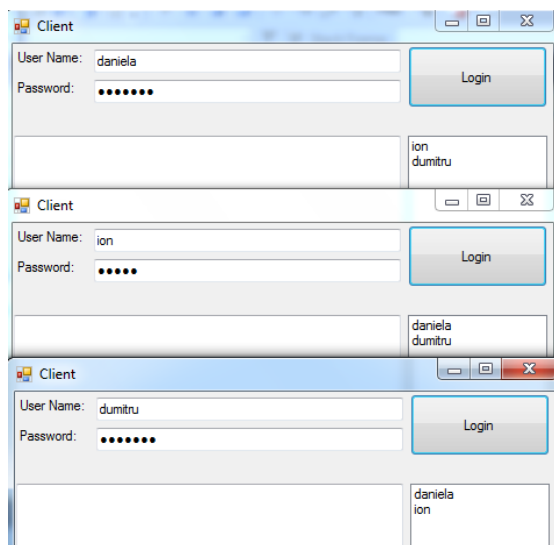 Client
User Name: daniela
Login
Password: •••••••
ion
dumitru
Client
User Name: ion
Login
Password: •••••
daniela
dumitru
Client
User Name: dumitru
Login
Password: •••••••
daniela
ion